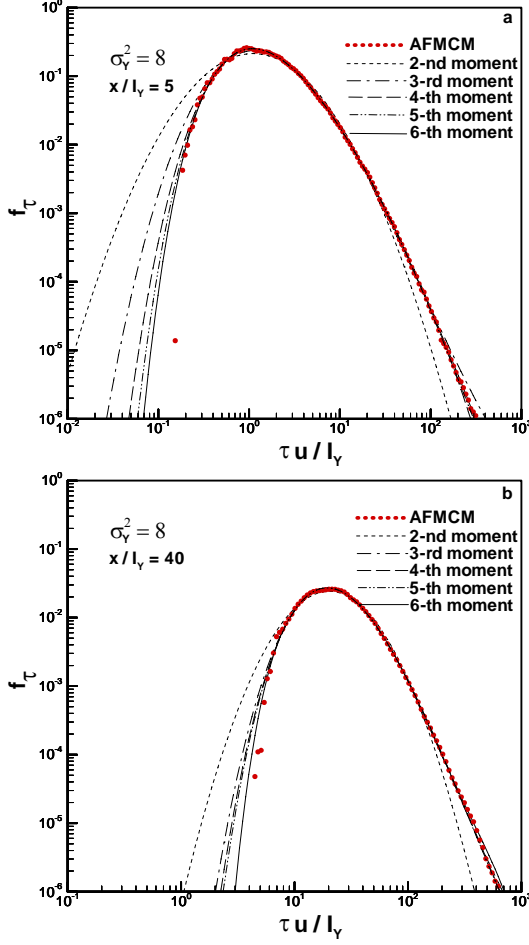 a
10⁰
σ_Y² = 8
x / l_Y = 5
AFMCM
2-nd moment
3-rd moment
4-th moment
5-th moment
6-th moment
10⁻¹
10⁻²
f_τ
10⁻³
10⁻⁴
10⁻⁵
10⁻⁶
10⁻² 10⁻¹ 10⁰ 10¹ 10² 10³
τ u / l_Y
b
10⁰
σ_Y² = 8
x / l_Y = 40
AFMCM
2-nd moment
3-rd moment
4-th moment
5-th moment
6-th moment
10⁻¹
10⁻²
f_τ
10⁻³
10⁻⁴
10⁻⁵
10⁻⁶
10⁻¹ 10⁰ 10¹ 10² 10³
τ u / l_Y